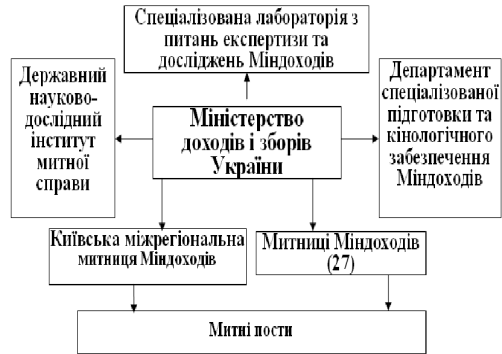 Спеціалізована лабораторія з
питань експертизи та
досліджень Міндоходів
Державний
науково-
дослідний
інститут
митної
справи
Міністерство
доходів і зборів
України
Департамент
спеціалізованої
підготовки та
кінологічного
забезпечення
Міндоходів
Київська міжрегіональна
митниця Міндоходів
Митниці Міндоходів
(27)
Митні пости